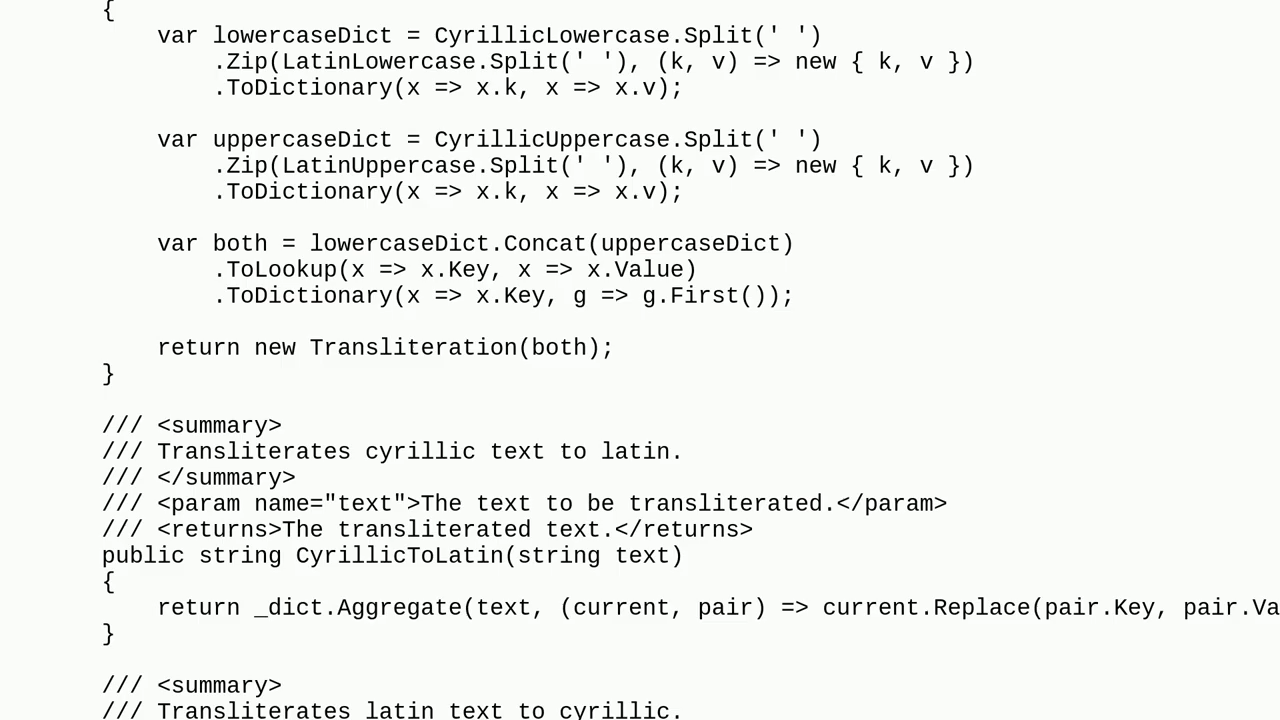 {
var lowercaseDict = CyrillicLowercase.Split(' ')
.Zip(LatinLowercase.Split(' '), (k, v) => new { k, v })
.ToDictionary(x => x.k, x => x.v);
var uppercaseDict = CyrillicUppercase.Split(' ')
.Zip(LatinUppercase.Split(' '), (k, v) => new { k, v })
.ToDictionary(x => x.k, x => x.v);
var both = lowercaseDict.Concat(uppercaseDict)
.ToLookup(x => x.Key, x => x.Value)
.ToDictionary(x => x.Key, g => g.First());
return new Transliteration(both);
}
/// <summary>
/// Transliterates cyrillic text to latin.
/// </summary>
/// <param name="text">The text to be transliterated.</param>
/// <returns>The transliterated text.</returns>
public string CyrillicToLatin(string text)
{
return _dict.Aggregate(text, (current, pair) => current.Replace(pair.Key, pair.Va
}
/// <summary>
/// Transliterates latin text to cyrillic.